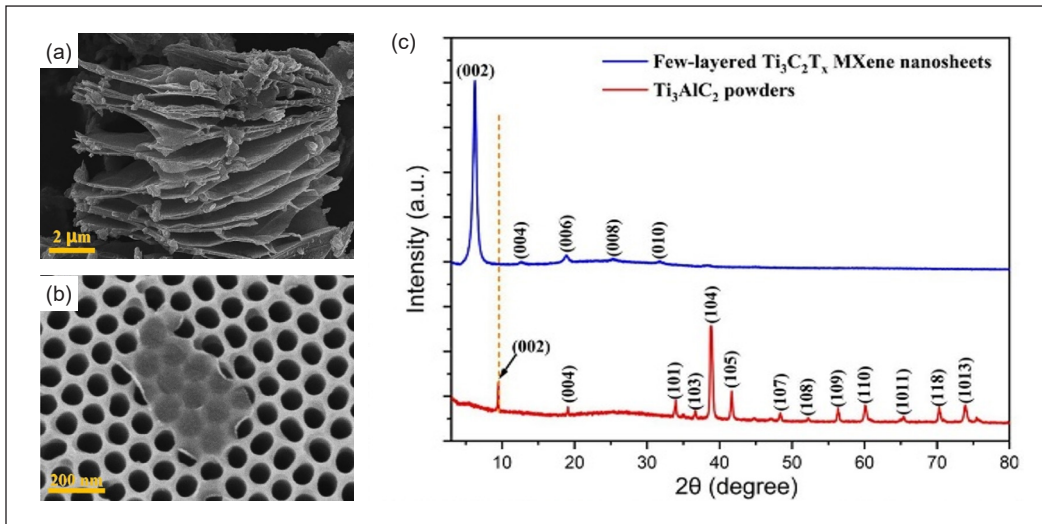 (a)
2 μm
(b)
200 nm
(c)
Few-layered Ti₃C₂Tₓ MXene nanosheets
Ti₃AlC₂ powders
(002)
(004)
(006)
(008)
(010)
(002)
(004)
(101)
(103)
(104)
(105)
(107)
(108)
(109)
(110)
(1011)
(118)
(1013)
Intensity (a.u.)
10 20 30 40 50 60 70 80
2θ (degree)